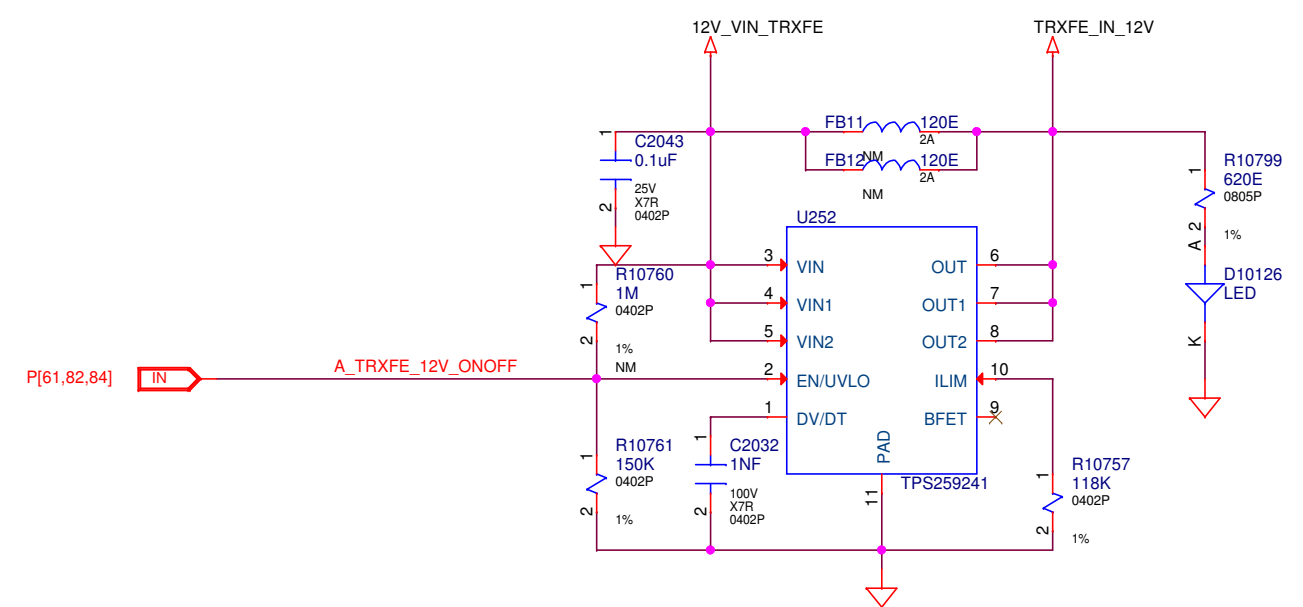 12V_VIN_TRXFE
TRXFE_IN_12V
1
C2043
0.1uF
25V
X7R
0402P
2
FB11
120E
2A
NM
FB12
120E
2A
NM
1
R10799
620E
0805P
2
1%
A
D10126
LED
K
U252
3
VIN
OUT
6
4
VIN1
OUT1
7
5
VIN2
OUT2
8
2
EN/UVLO
ILIM
10
1
DV/DT
BFET
9
PAD
11
TPS259241
1
R10760
1M
0402P
2
1%
NM
P[61,82,84]
IN
A_TRXFE_12V_ONOFF
1
R10761
150K
0402P
2
1%
1
C2032
1NF
100V
X7R
0402P
2
1
R10757
118K
0402P
2
1%